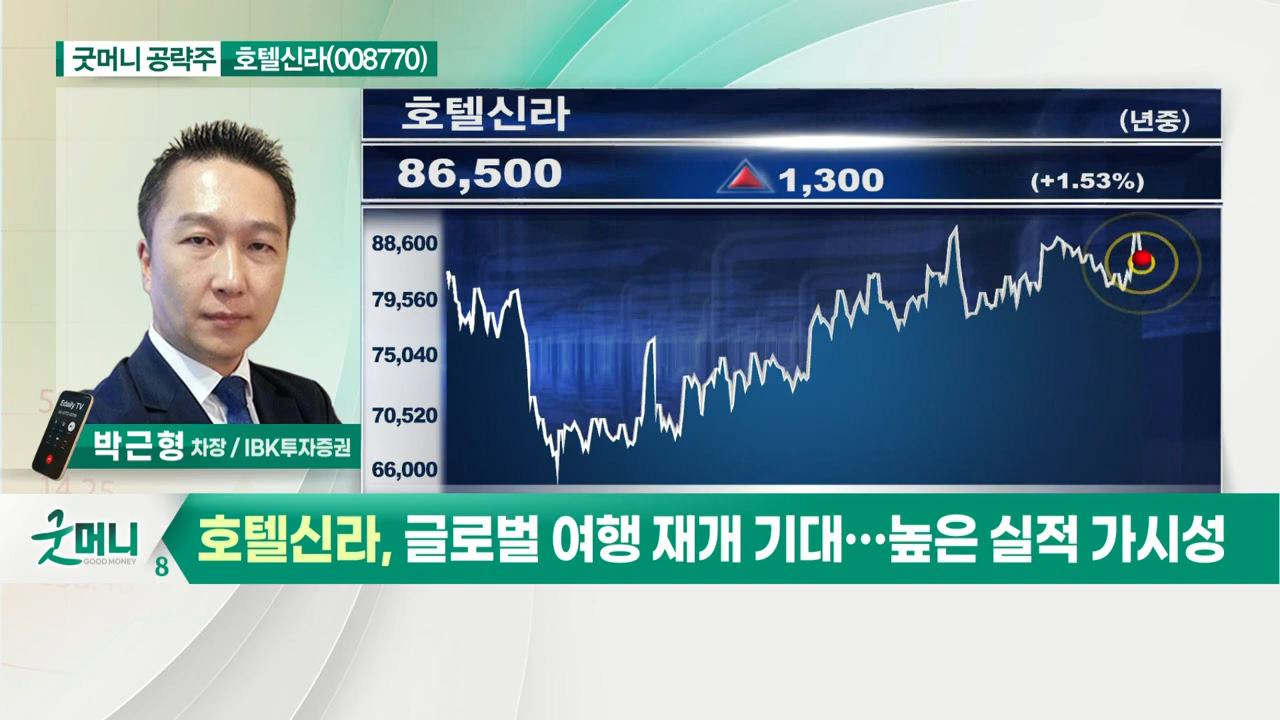 굿머니 공략주 호텔신라(008770)
호텔신라 (년중)
86,500 ▲ 1,300 (+1.53%)
88,600
79,560
75,040
70,520
66,000
Edaily TV
박근형 차장 / IBK투자증권
굿머니
GOOD MONEY
8
호텔신라, 글로벌 여행 재개 기대…높은 실적 가시성